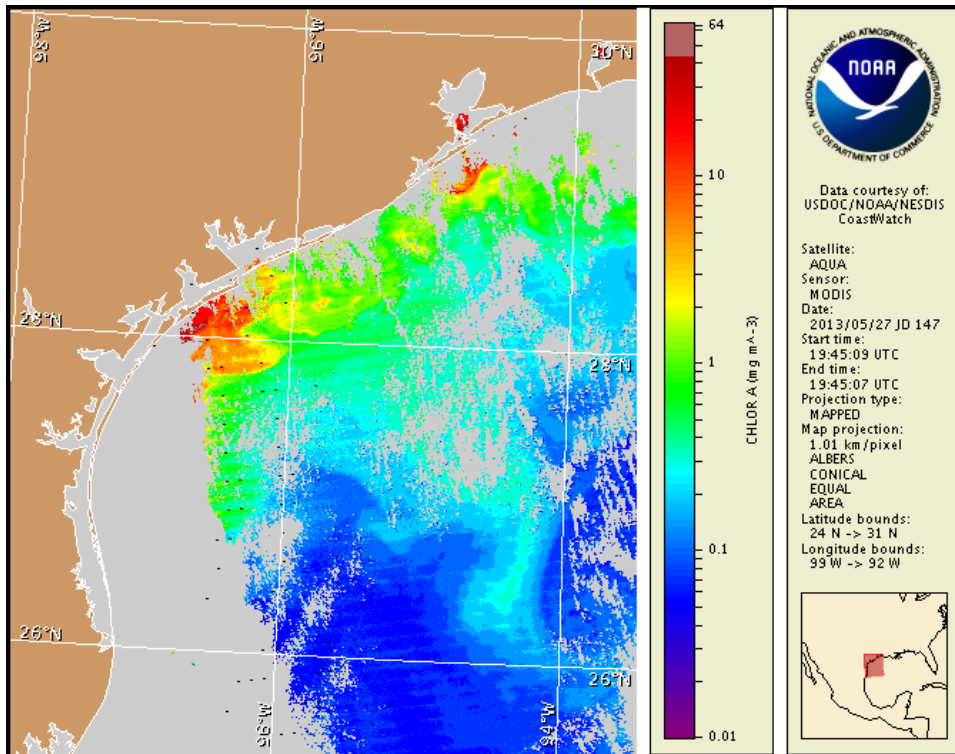 98°W
96°W
30°N
28°N
28°N
26°N
26°N
96°W
94°W
64
10
1
0.1
0.01
CHLOR A (mg m^-3)
NATIONAL OCEANIC AND ATMOSPHERIC ADMINISTRATION
NOAA
U.S. DEPARTMENT OF COMMERCE
Data courtesy of:
USDOC/NOAA/NESDIS
CoastWatch
Satellite:
AQUA
Sensor:
MODIS
Date:
2013/05/27 JD 147
Start time:
19:45:09 UTC
End time:
19:45:07 UTC
Projection type:
MAPPED
Map projection:
1.01 km/pixel
ALBERS
CONICAL
EQUAL
AREA
Latitude bounds:
24 N -> 31 N
Longitude bounds:
99 W -> 92 W